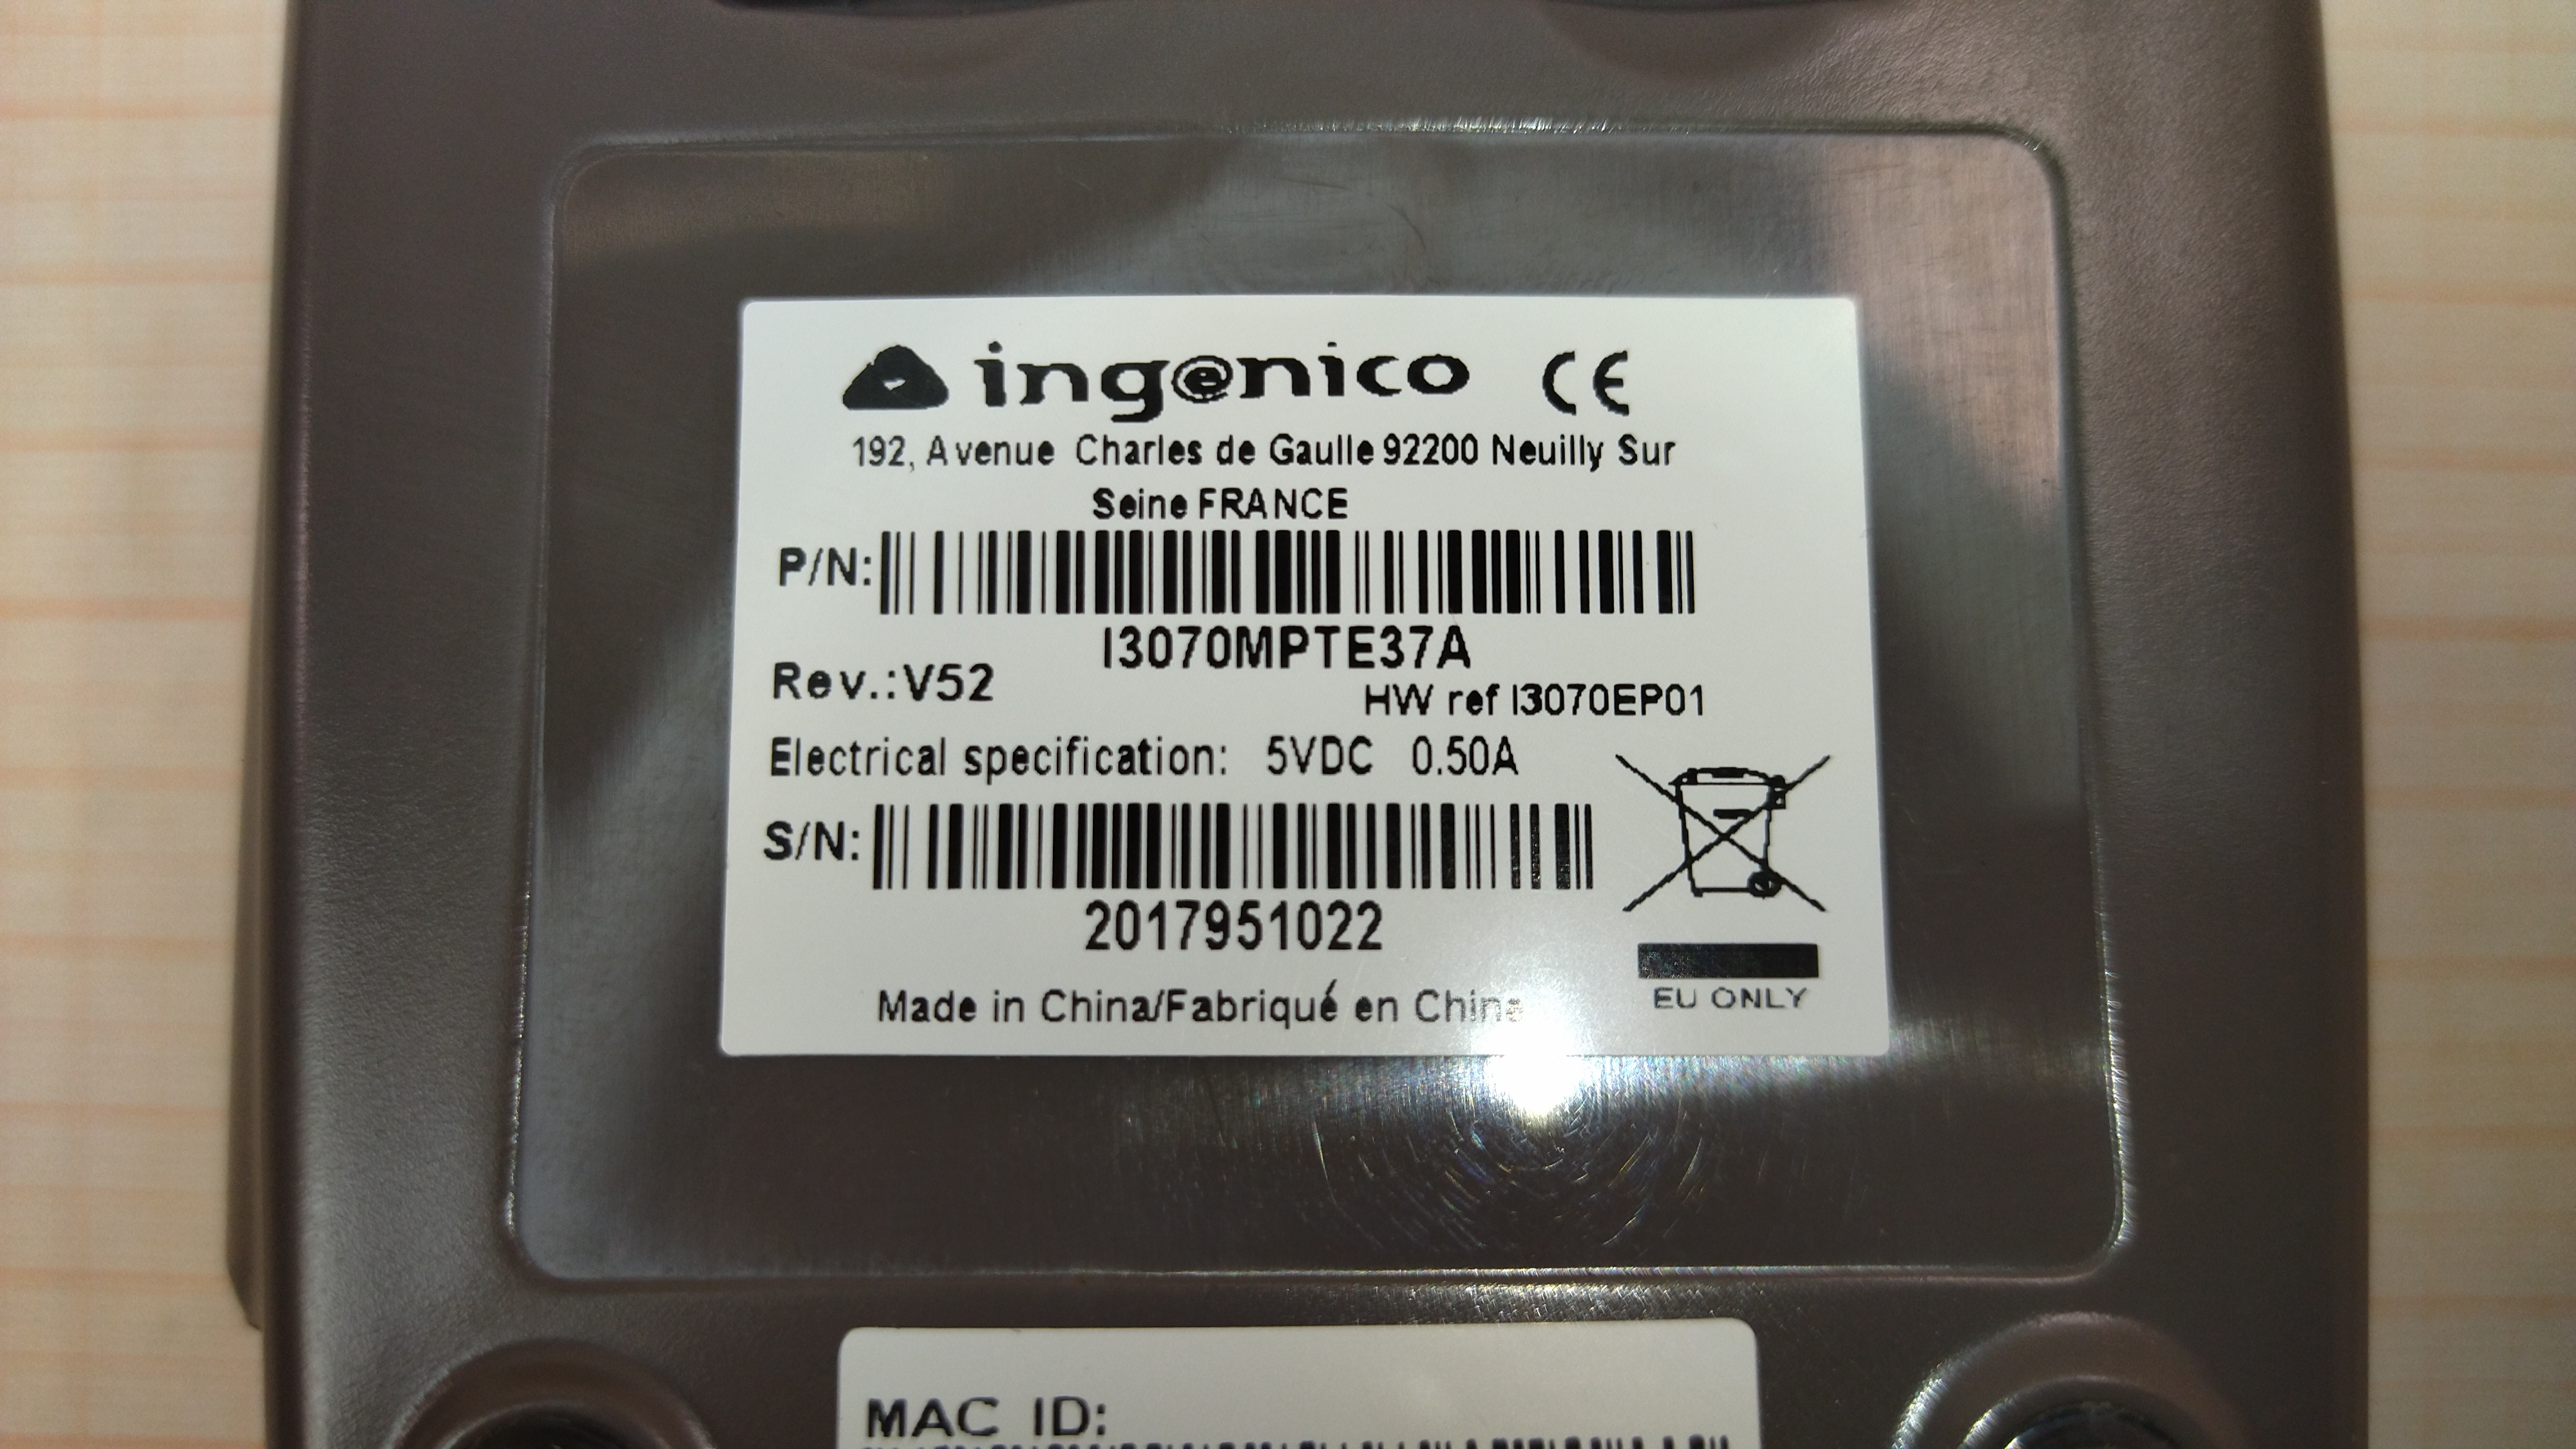 ingenico CE
192, Avenue Charles de Gaulle 92200 Neuilly Sur
Seine FRANCE
P/N:
I3070MPTE37A
Rev.:V52
HW ref I3070EP01
Electrical specification: 5VDC 0.50A
S/N:
2017951022
Made in China/Fabriqué en Chine
EU ONLY
MAC ID: